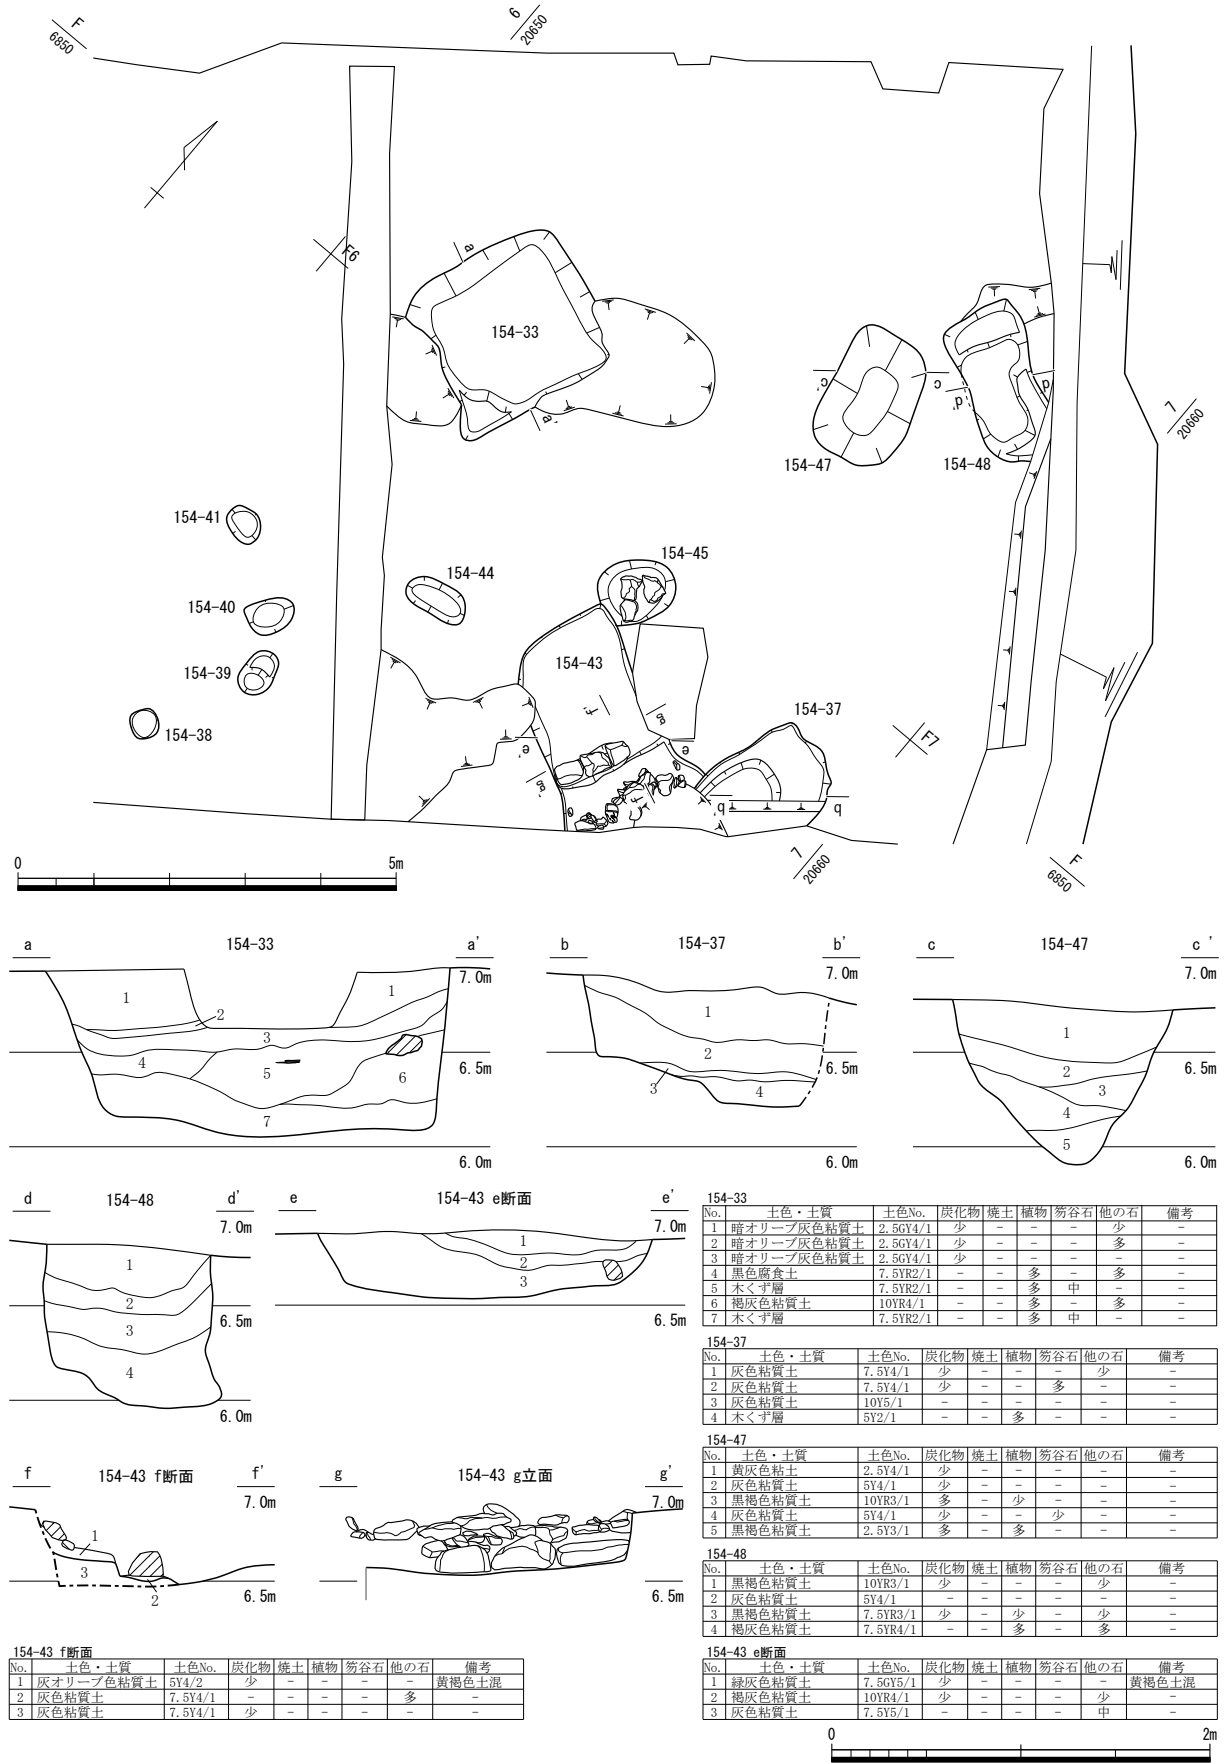 F
6850
6
20650
F6
a
154-33
a'
c'
c
d'
d
154-47
154-48
7
20660
154-41
154-44
154-45
154-40
154-39
154-38
154-43
f'
g
e
e'
g'
f
154-37
F7
b'
b
7
20660
F
6850
0 5m
a 154-33 a'
7.0m
1 1
2
3
4 5 6
7
6.5m
6.0m
b 154-37 b'
7.0m
1
2
3 4
6.5m
6.0m
c 154-47 c'
7.0m
1
2
3
4
5
6.5m
6.0m
d 154-48 d'
7.0m
1
2
3
4
6.5m
6.0m
e 154-43 e断面 e'
7.0m
1
2
3
6.5m
f 154-43 f断面 f'
7.0m
1
3
2
6.5m
g 154-43 g立面 g'
7.0m
6.5m
154-33
No. 土色・土質 土色No. 炭化物 焼土 植物 笏谷石 他の石 備考
1 暗オリーブ灰色粘質土 2.5GY4/1 少 - - - 少 -
2 暗オリーブ灰色粘質土 2.5GY4/1 少 - - - 多 -
3 暗オリーブ灰色粘質土 2.5GY4/1 少 - - - - -
4 黒色腐食土 7.5YR2/1 - - 多 - 多 -
5 木くず層 7.5YR2/1 - - 多 中 - -
6 褐灰色粘質土 10YR4/1 - - 多 - 多 -
7 木くず層 7.5YR2/1 - - 多 中 - -
154-37
No. 土色・土質 土色No. 炭化物 焼土 植物 笏谷石 他の石 備考
1 灰色粘質土 7.5Y4/1 少 - - - 少 -
2 灰色粘質土 7.5Y4/1 少 - - 多 - -
3 灰色粘質土 10Y5/1 - - - - - -
4 木くず層 5Y2/1 - - 多 - - -
154-47
No. 土色・土質 土色No. 炭化物 焼土 植物 笏谷石 他の石 備考
1 黄灰色粘土 2.5Y4/1 少 - - - - -
2 灰色粘質土 5Y4/1 少 - - - - -
3 黒褐色粘質土 10YR3/1 多 - 少 - - -
4 灰色粘質土 5Y4/1 少 - - 少 - -
5 黒褐色粘質土 2.5Y3/1 多 - 多 - - -
154-48
No. 土色・土質 土色No. 炭化物 焼土 植物 笏谷石 他の石 備考
1 黒褐色粘質土 10YR3/1 少 - - - 少 -
2 灰色粘質土 5Y4/1 - - - - - -
3 黒褐色粘質土 7.5YR3/1 少 - 少 - 少 -
4 褐灰色粘質土 7.5YR4/1 - - 多 - 多 -
154-43 f断面
No. 土色・土質 土色No. 炭化物 焼土 植物 笏谷石 他の石 備考
1 灰オリーブ色粘質土 5Y4/2 少 - - - - 黄褐色土混
2 灰色粘質土 7.5Y4/1 - - - - 多 -
3 灰色粘質土 7.5Y4/1 少 - - - - -
154-43 e断面
No. 土色・土質 土色No. 炭化物 焼土 植物 笏谷石 他の石 備考
1 緑灰色粘質土 7.5GY5/1 少 - - - - 黄褐色土混
2 褐灰色粘質土 10YR4/1 - - - - 少 -
3 灰色粘質土 7.5Y5/1 - - - - 中 -
0 2m